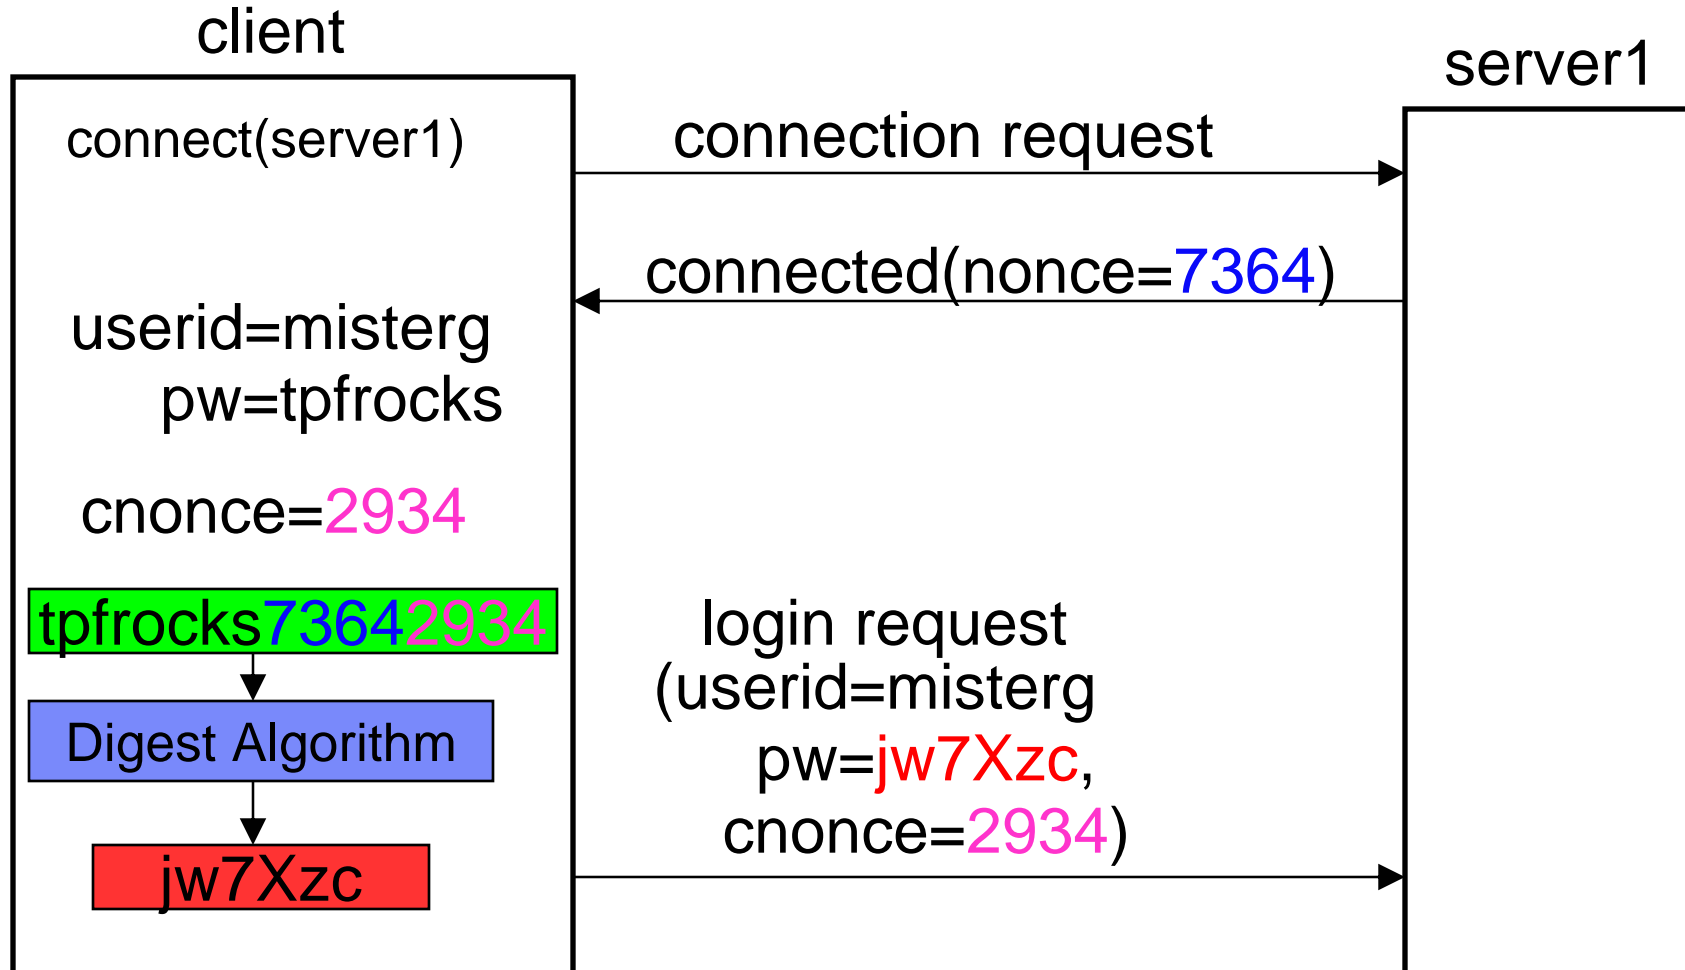 client
server1
connect(server1)
connection request
connected(nonce=7364)
userid=misterg
pw=tpfrocks
cnonce=2934
tpfrocks73642934
Digest Algorithm
jw7Xzc
login request
(userid=misterg
pw=jw7Xzc,
cnonce=2934)